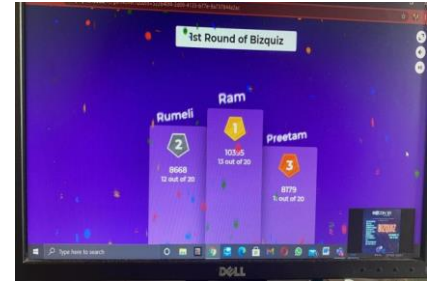 1st Round of Bizquiz
Ram
Rumeli
Preetam
1
2
3
8668
12 out of 20
13 out of 20
8179
out of 20
Type here to search
DELL
BIZQUIZ